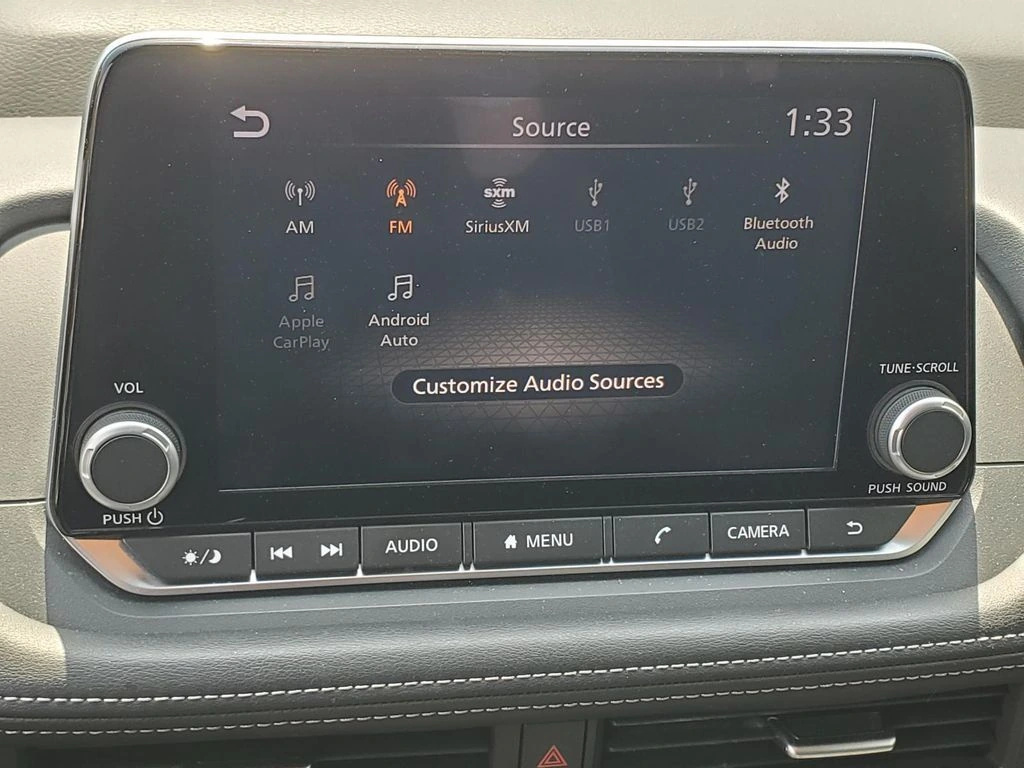 Source
1:33
AM
FM
sxm
SiriusXM
USB1
USB2
Bluetooth
Audio
Apple
CarPlay
Android
Auto
Customize Audio Sources
VOL
PUSH
TUNE·SCROLL
PUSH SOUND
AUDIO
MENU
CAMERA